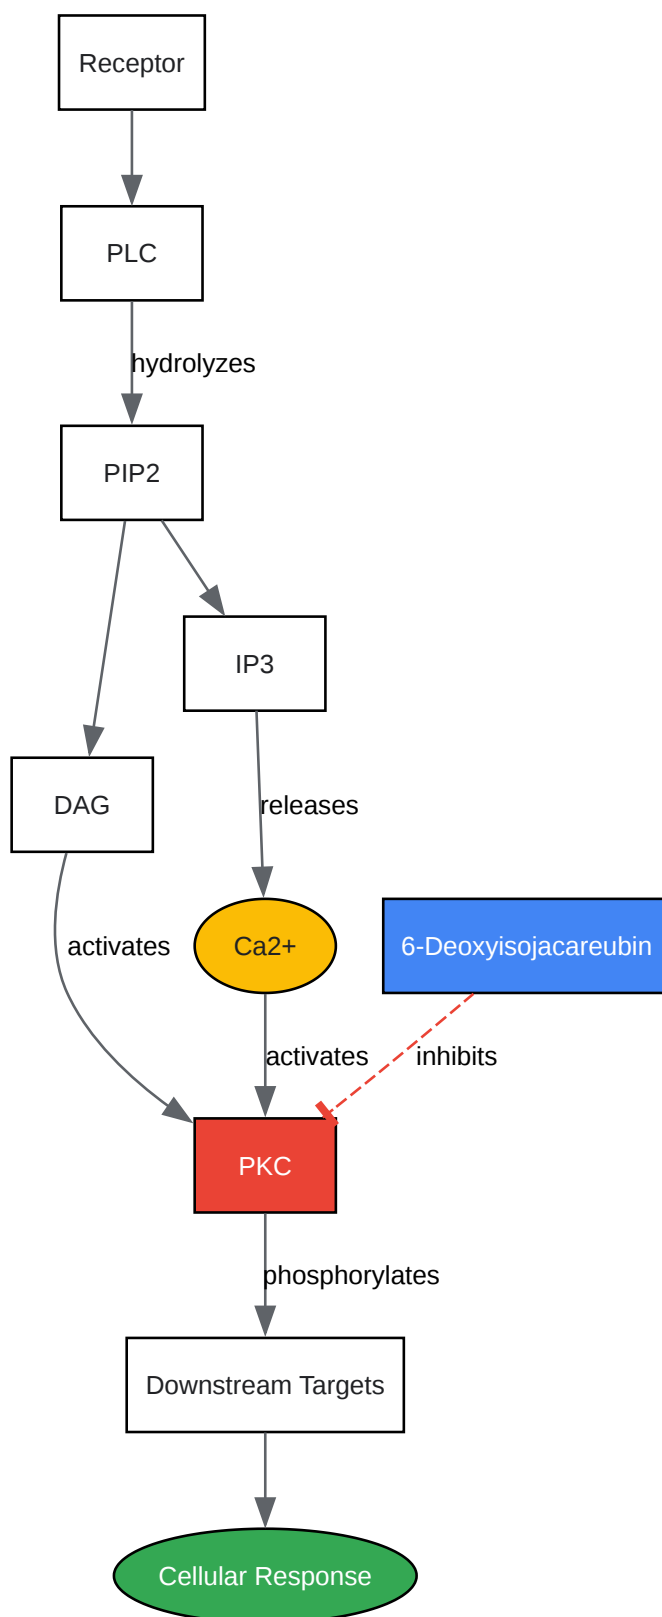 Receptor
PLC
hydrolyzes
PIP2
IP3
DAG
releases
activates
Ca2+
6-Deoxyisojacareubin
activates
inhibits
PKC
phosphorylates
Downstream Targets
Cellular Response